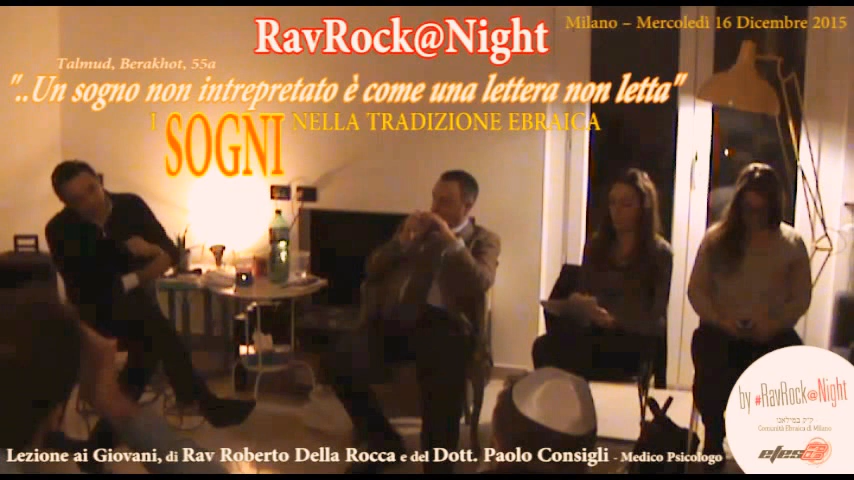 RavRock@Night
Milano – Mercoledì 16 Dicembre 2015
Talmud, Berakhot, 55a
"..Un sogno non intrepretato è come una lettera non letta"
I SOGNI NELLA TRADIZIONE EBRAICA
by #RavRock@Night
ק״ק במילאנו
Comunità Ebraica di Milano
efes
Lezione ai Giovani, di Rav Roberto Della Rocca e del Dott. Paolo Consigli - Medico Psicologo